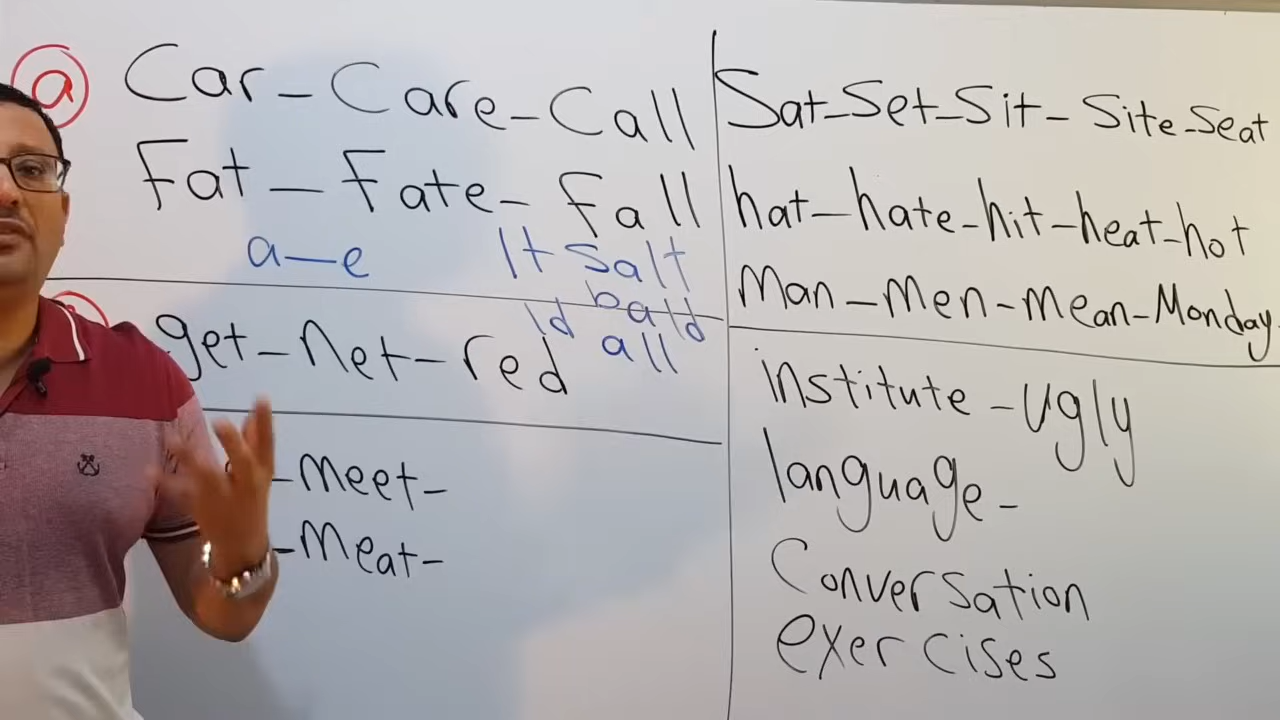 a
Car - Care - Call
Fat - Fate - Fall
a—e
lt Salt
ld bald
all
get - net - red
- meet -
- Meat -
Sat - Set - Sit - Site - Seat
hat - hate - hit - heat - hot
Man - men - mean - Monday
institute - Ugly
language -
Conversation
exercises